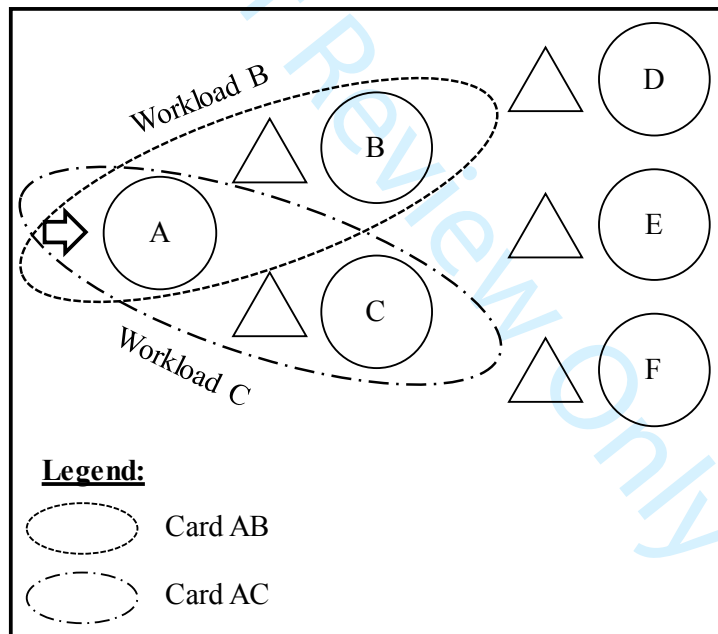 Workload B
D
B
A
E
C
Workload C
F
Legend:
Card AB
Card AC
r Review Only